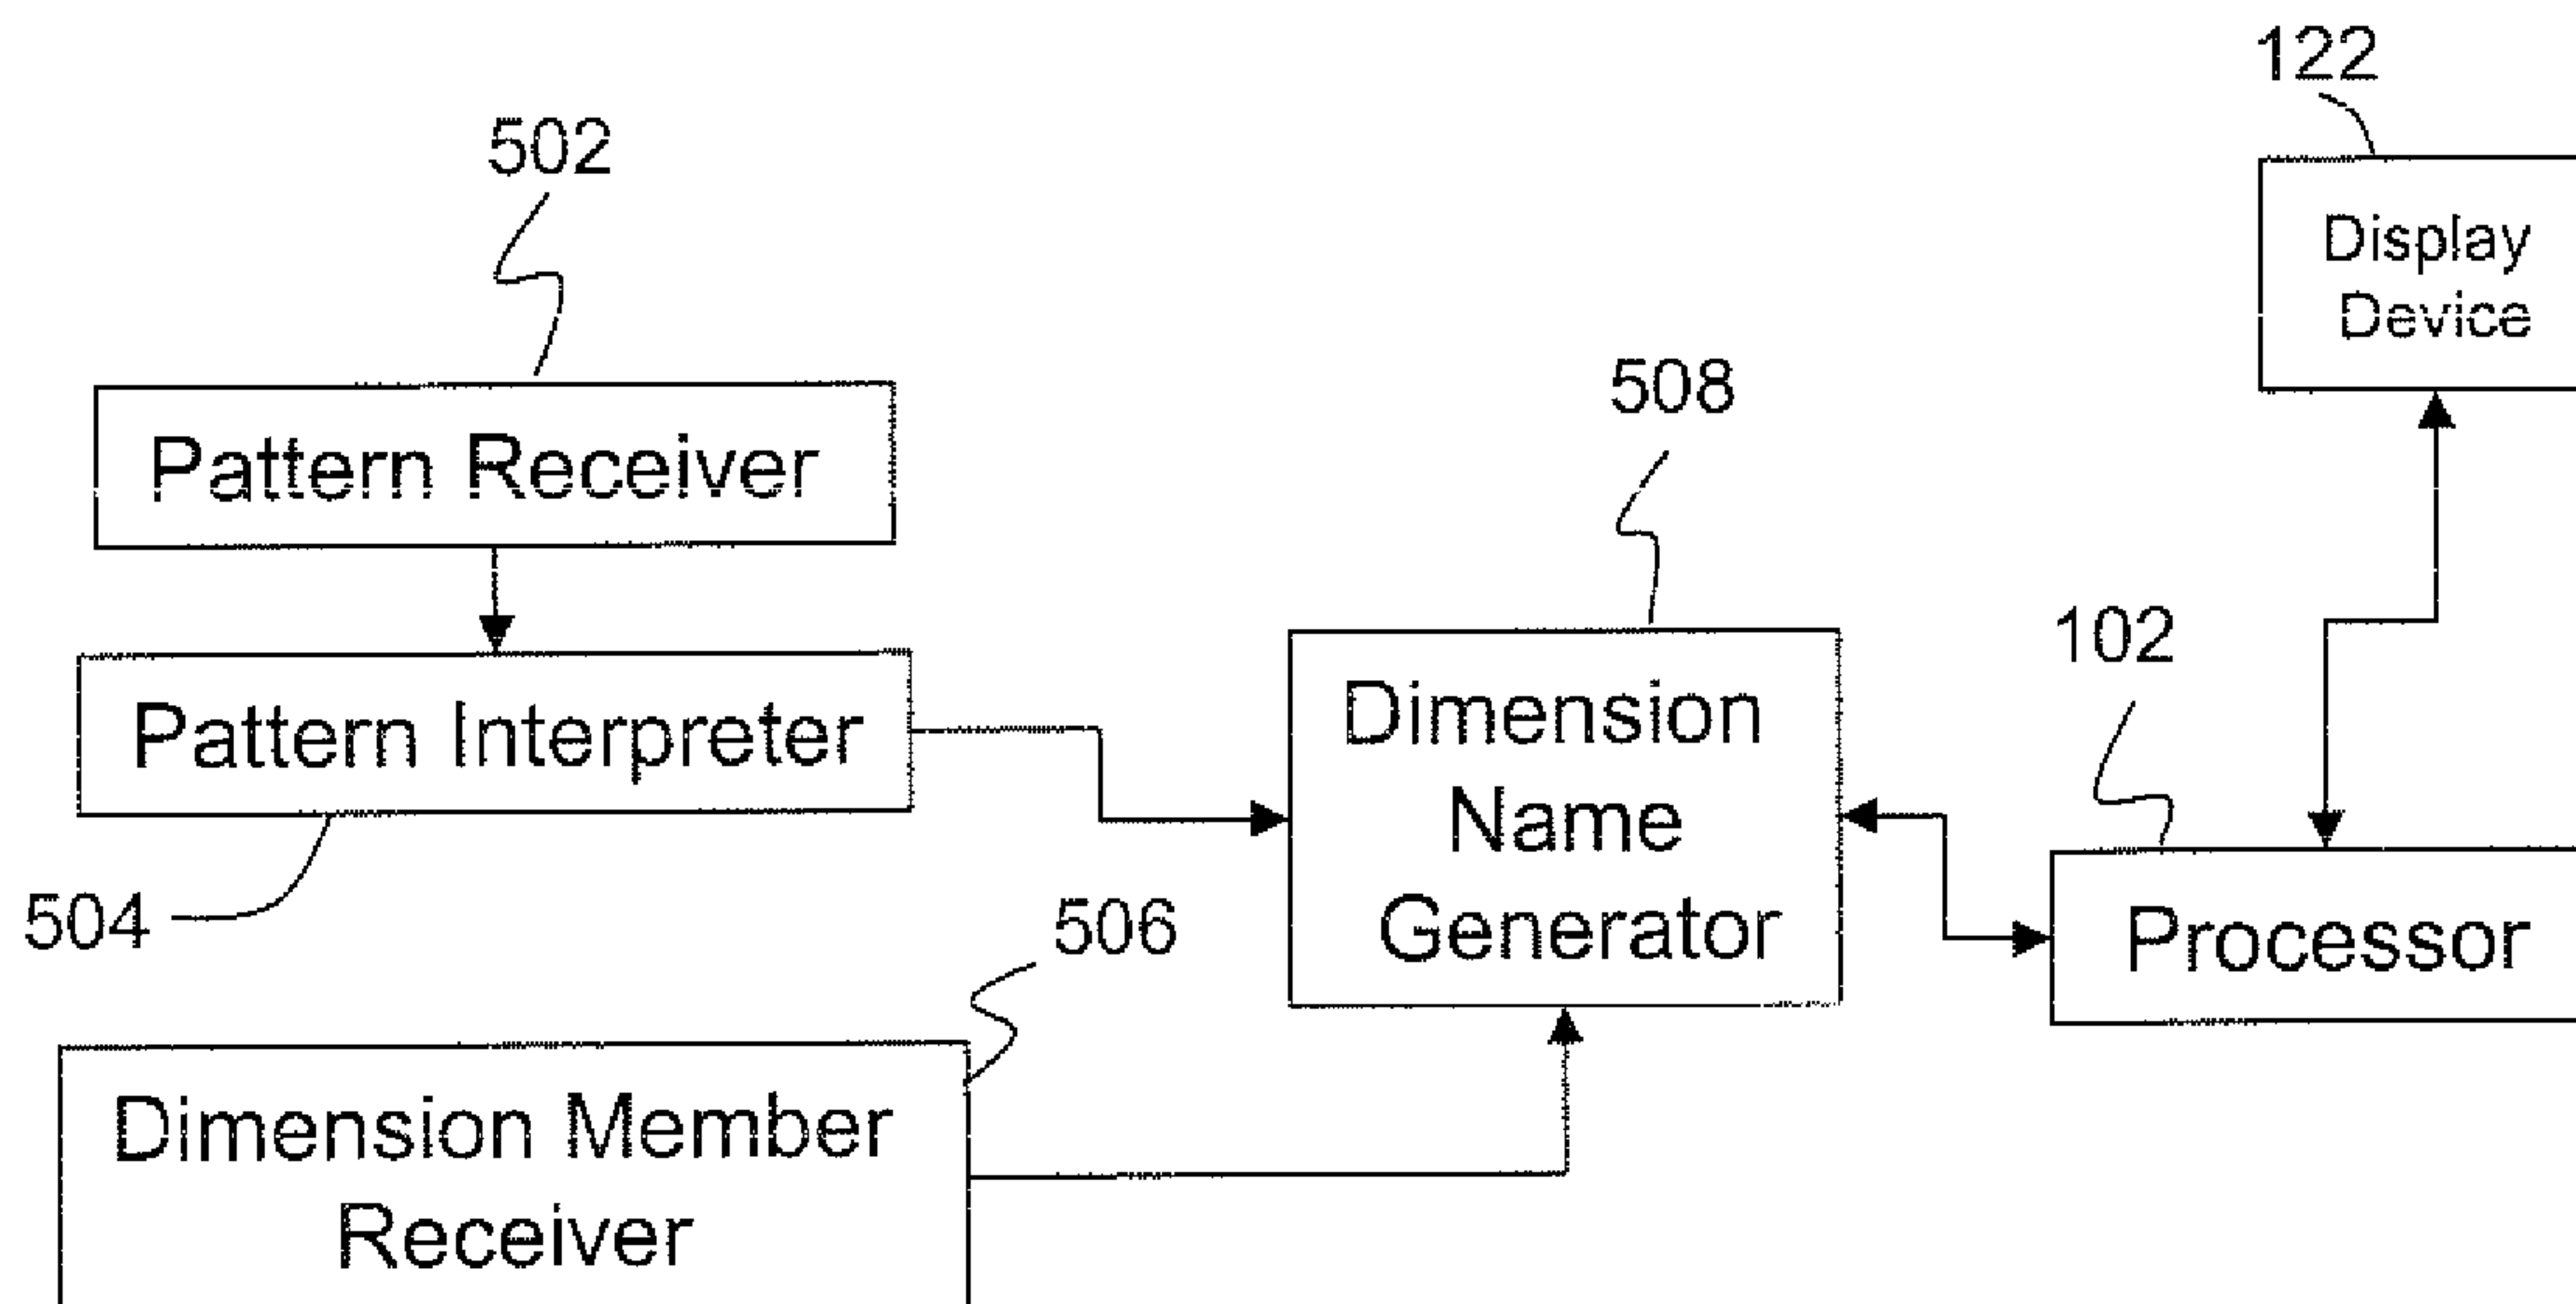 122
Display
Device
502
Pattern Receiver
508
Pattern Interpreter
504
Dimension
Name
Generator
102
Processor
506
Dimension Member
Receiver